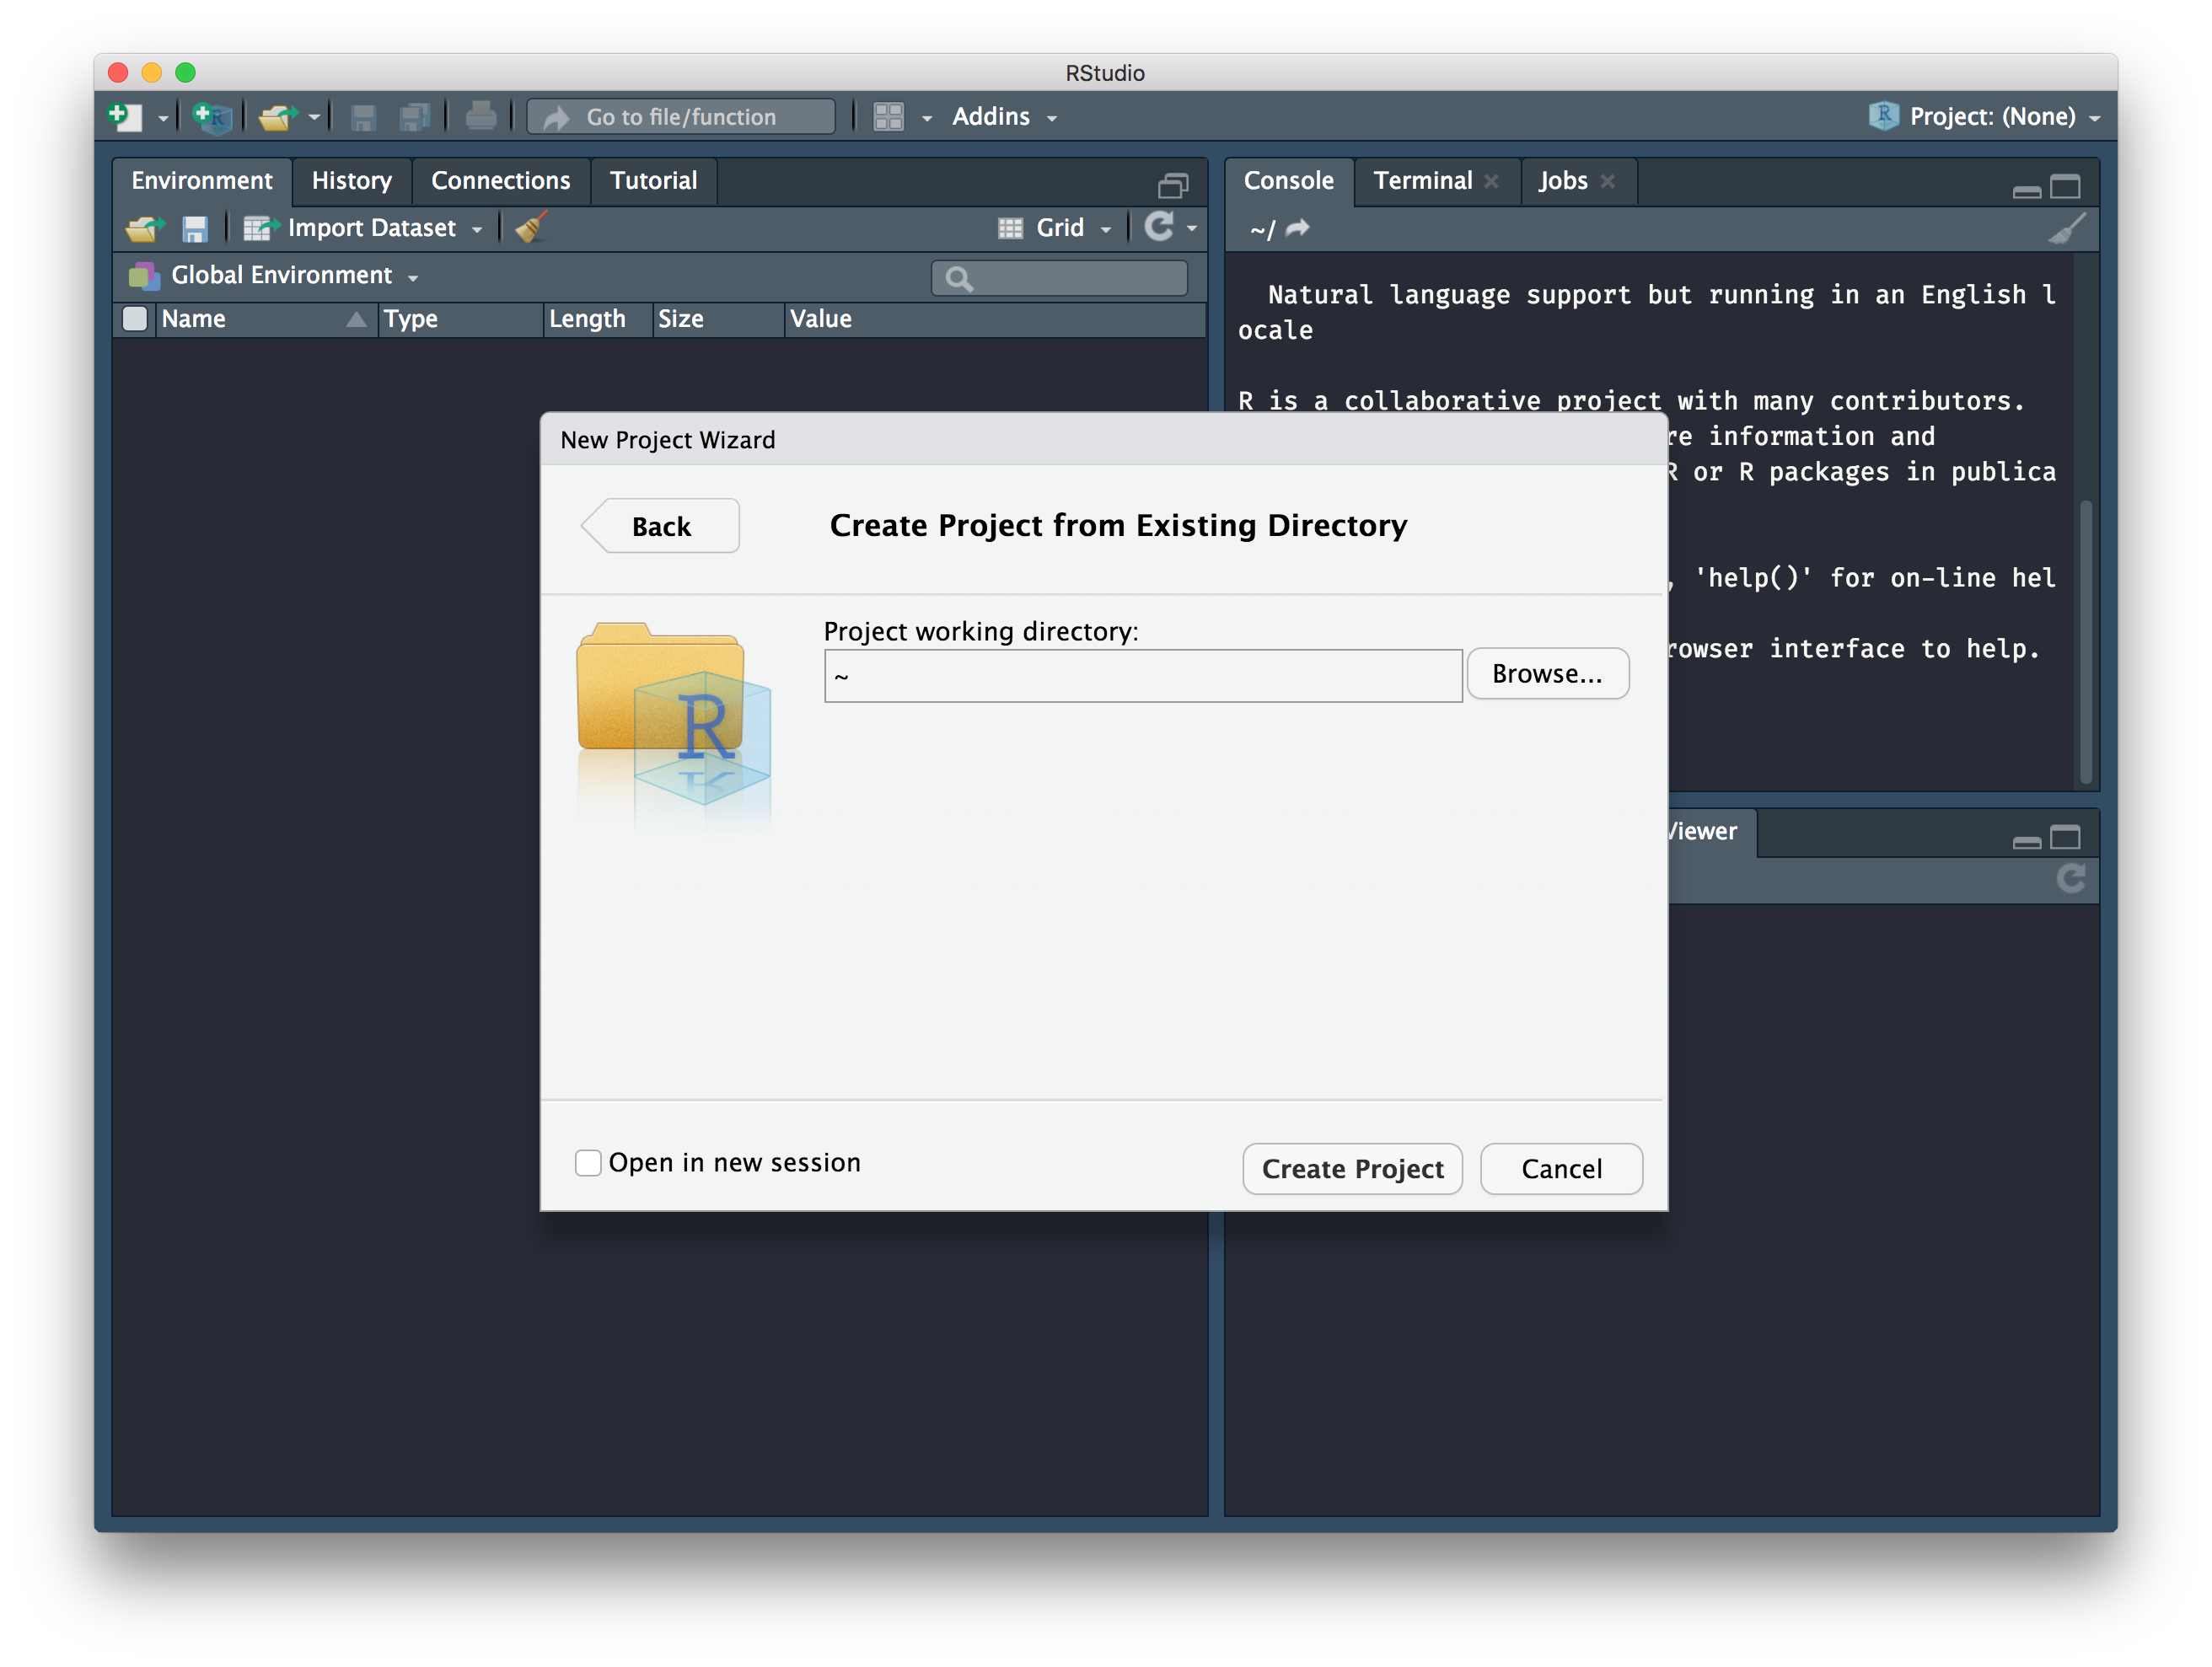 RStudio
Go to file/function
Addins
Project: (None)
Environment
History
Connections
Tutorial
Import Dataset
Grid
Global Environment
Name
Type
Length
Size
Value
Console
Terminal
Jobs
~/
Natural language support but running in an English l
ocale
R is a collaborative project with many contributors.
re information and
R or R packages in publica
, 'help()' for on-line hel
rowser interface to help.
Viewer
New Project Wizard
Back
Create Project from Existing Directory
R
Project working directory:
~
Browse...
Open in new session
Create Project
Cancel